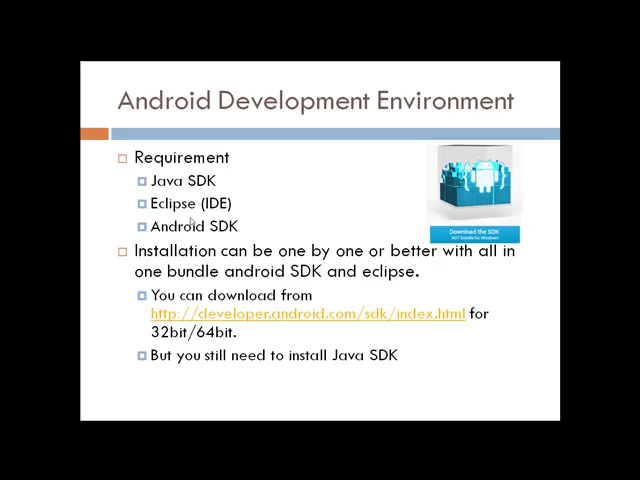 Android Development Environment
Requirement
Java SDK
Eclipse (IDE)
Android SDK
Download the SDK
ADT Bundle for Windows
Installation can be one by one or better with all in
one bundle android SDK and eclipse.
You can download from
http://developer.android.com/sdk/index.html for
32bit/64bit.
But you still need to install Java SDK